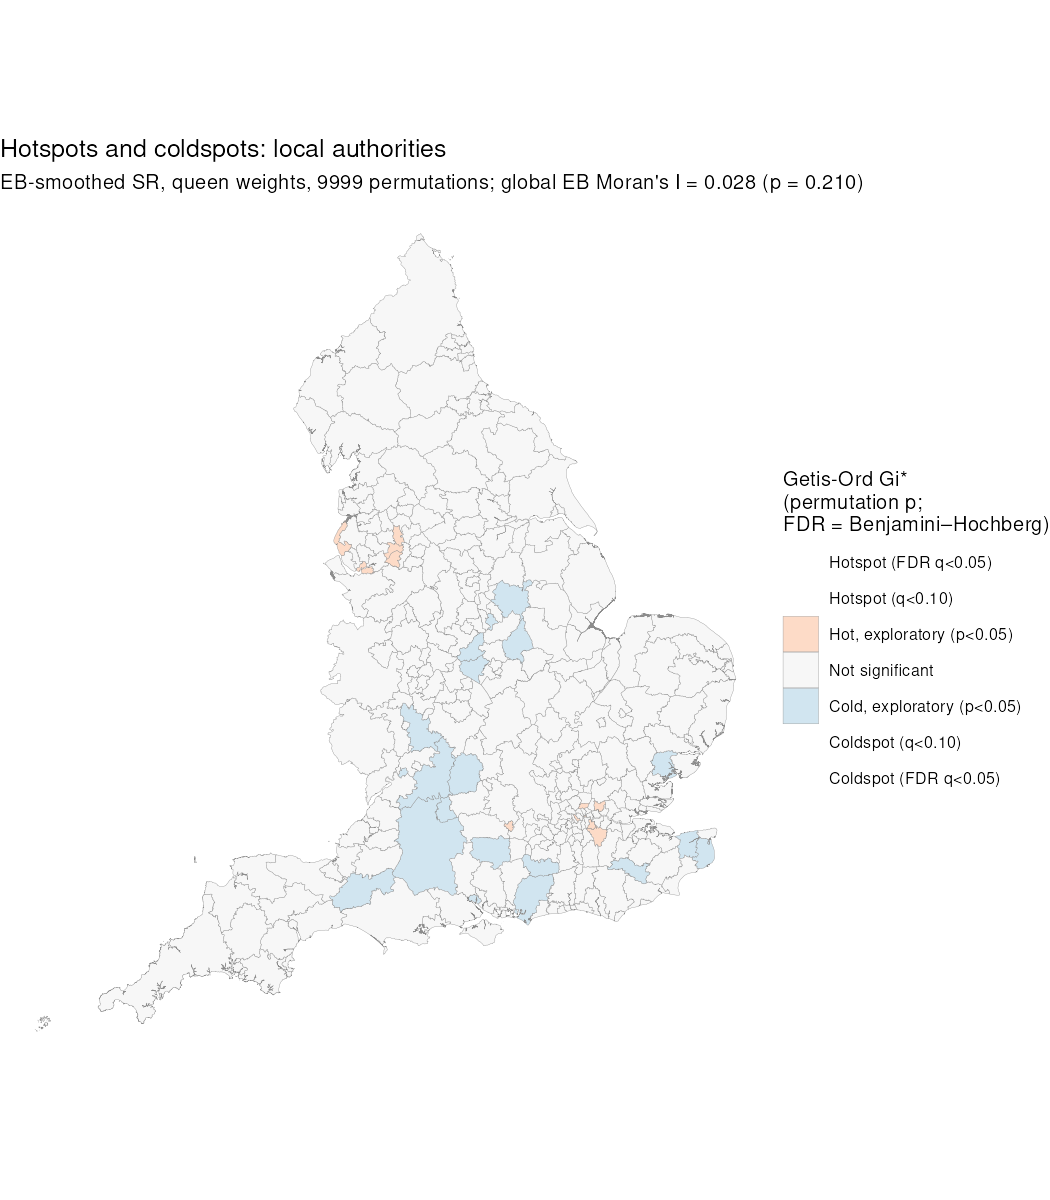 Hotspots and coldspots: local authorities
EB-smoothed SR, queen weights, 9999 permutations; global EB Moran's I = 0.028 (p = 0.210)
Getis-Ord Gi*
(permutation p;
FDR = Benjamini–Hochberg)
Hotspot (FDR q<0.05)
Hotspot (q<0.10)
Hot, exploratory (p<0.05)
Not significant
Cold, exploratory (p<0.05)
Coldspot (q<0.10)
Coldspot (FDR q<0.05)